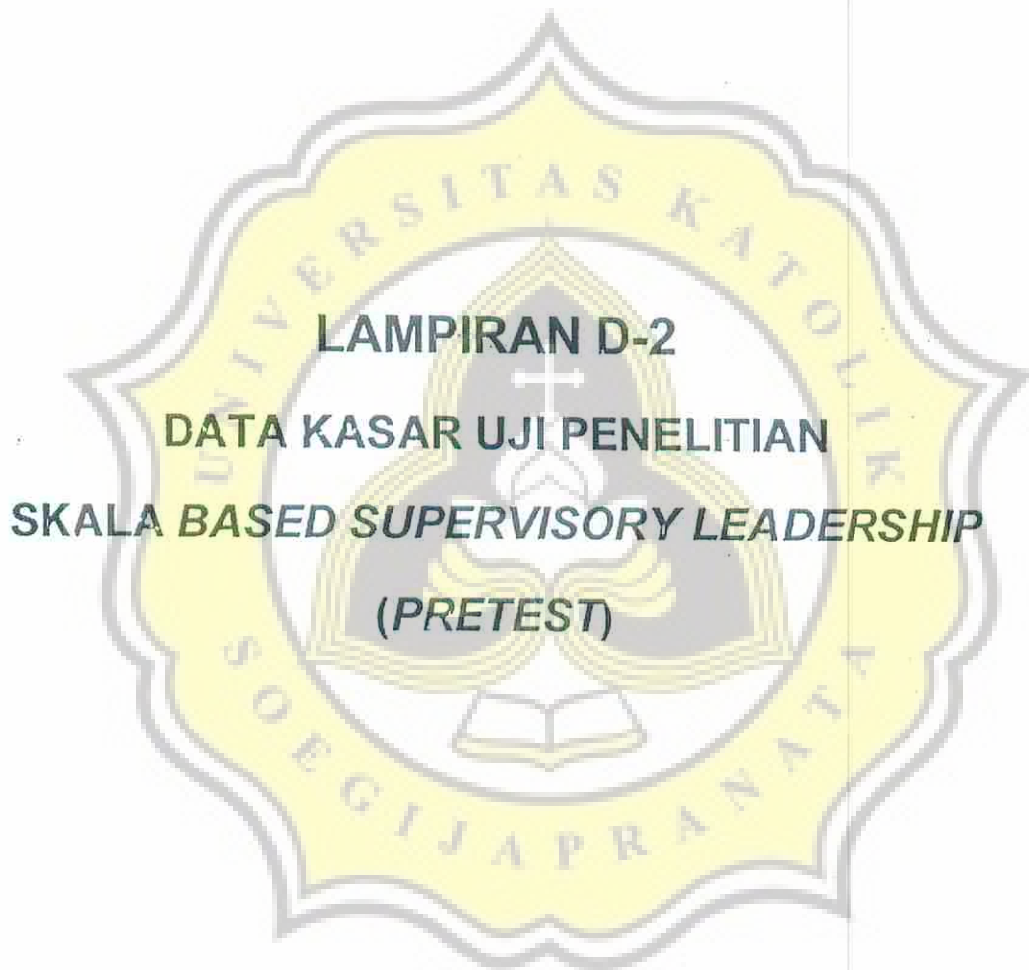 UNIVERSITAS KATOLIK
LAMPIRAN D-2
DATA KASAR UJI PENELITIAN
SKALA BASED SUPERVISORY LEADERSHIP
(PRETEST)
SOEGIJAPRANATA